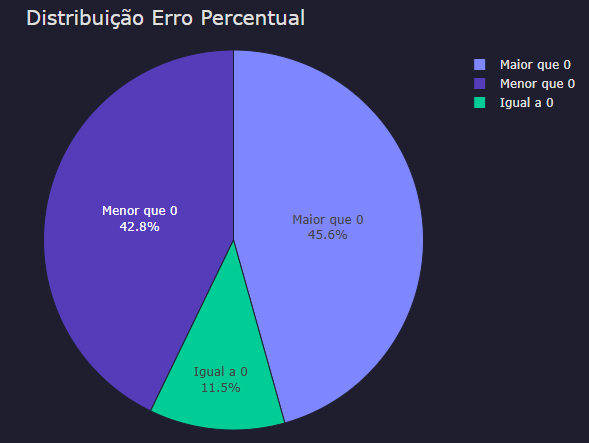 Distribuição Erro Percentual
Maior que 0
Menor que 0
Igual a 0
Menor que 0
42.8%
Maior que 0
45.6%
Igual a 0
11.5%